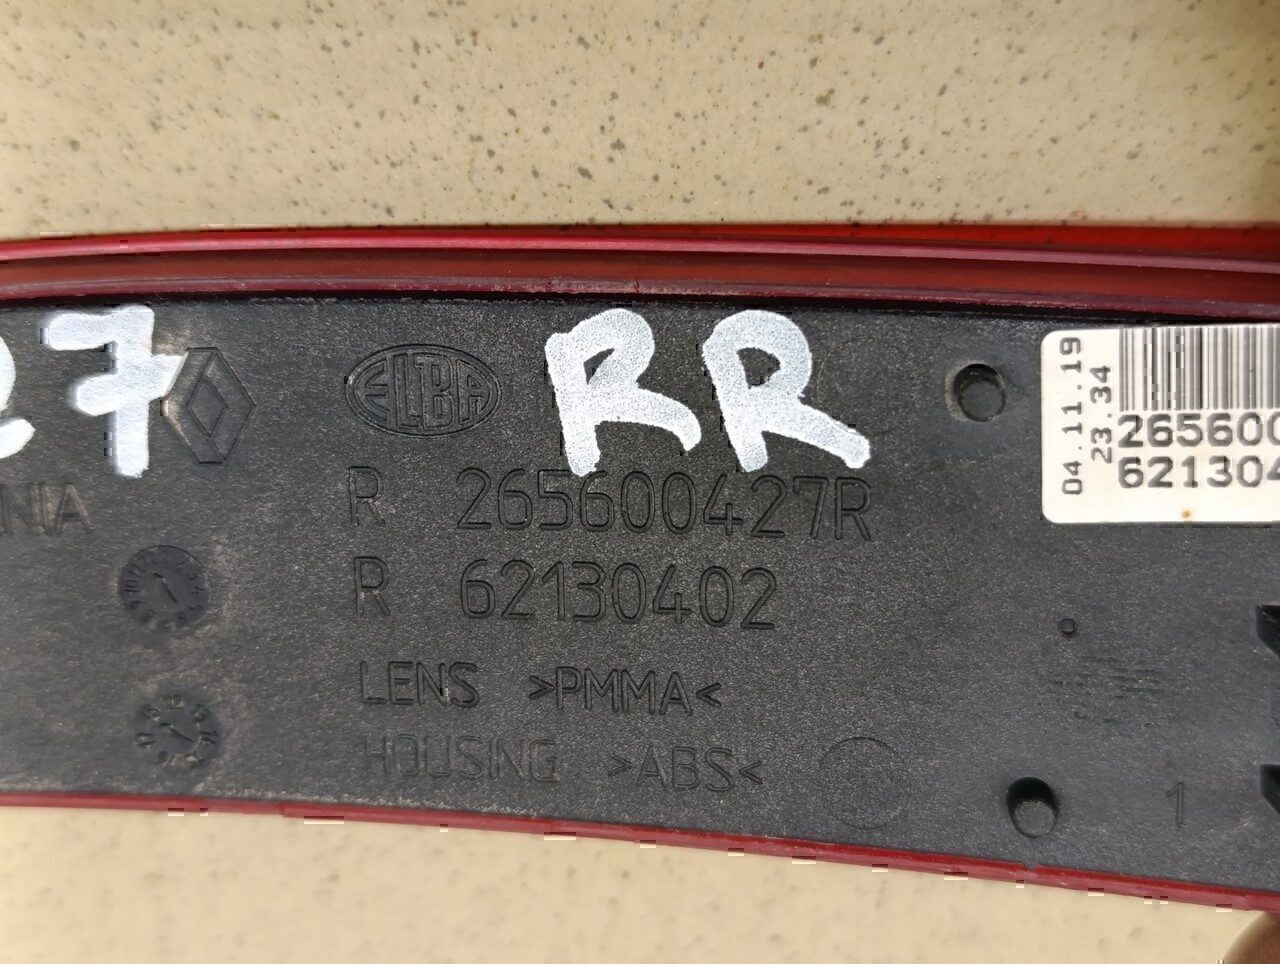 27 RR
ELBA
R 265600427R
R 62130402
LENS >PMMA<
HOUSING >ABS<
NIA
1
04.11.19
23.34
265600
621304